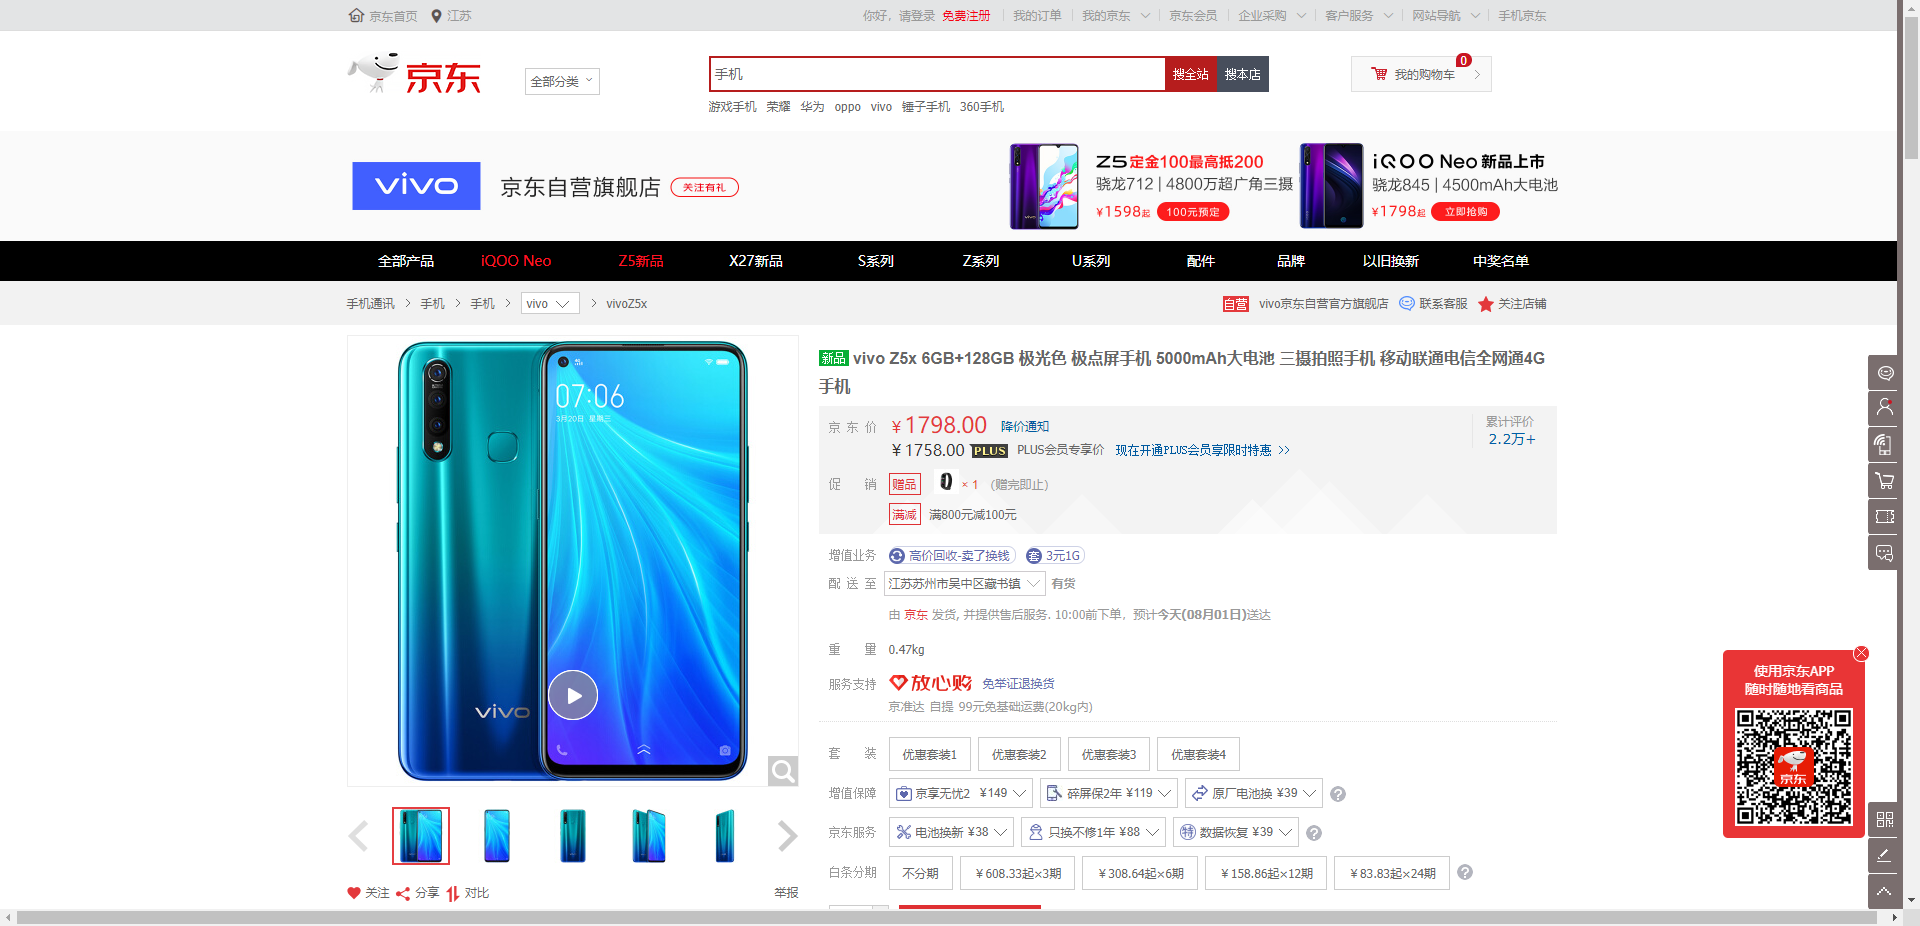 京东首页 江苏
你好，请登录 免费注册 我的订单 我的京东 京东会员 企业采购 客户服务 网站导航 手机京东
京东
全部分类
手机 搜全站 搜本店
我的购物车 0
游戏手机 荣耀 华为 oppo vivo 锤子手机 360手机
vivo 京东自营旗舰店 关注有礼
Z5定金100最高抵200
骁龙712 | 4800万超广角三摄
¥1598起 100元预定
iQOO Neo 新品上市
骁龙845 | 4500mAh大电池
¥1798起 立即抢购
全部产品 iQOO Neo Z5新品 X27新品 S系列 Z系列 U系列 配件 品牌 以旧换新 中奖名单
手机通讯 > 手机 > 手机 > vivo > vivoZ5x
自营 vivo京东自营官方旗舰店 联系客服 关注店铺
07:06
3月20日 星期三
vivo
新品 vivo Z5x 6GB+128GB 极光色 极点屏手机 5000mAh大电池 三摄拍照手机 移动联通电信全网通4G
手机
京东价 ¥1798.00 降价通知
累计评价
2.2万+
¥1758.00 PLUS PLUS会员专享价 现在开通PLUS会员享限时特惠 >>
促销 赠品 × 1 （赠完即止）
满减 满800元减100元
增值业务 高价回收-卖了换钱 套 3元1G
配送至 江苏苏州市吴中区藏书镇 有货
由 京东 发货, 并提供售后服务. 10:00前下单，预计今天(08月01日)送达
重量 0.47kg
服务支持 放心购 免举证退换货
京准达 自提 99元免基础运费(20kg内)
套装 优惠套装1 优惠套装2 优惠套装3 优惠套装4
增值保障 京享无忧2 ¥149 碎屏保2年 ¥119 原厂电池换 ¥39 ?
京东服务 电池换新 ¥38 只换不修1年 ¥88 特 数据恢复 ¥39 ?
白条分期 不分期 ¥608.33起×3期 ¥308.64起×6期 ¥158.86起×12期 ¥83.83起×24期 ?
关注 分享 对比 举报
使用京东APP
随时随地看商品
京东